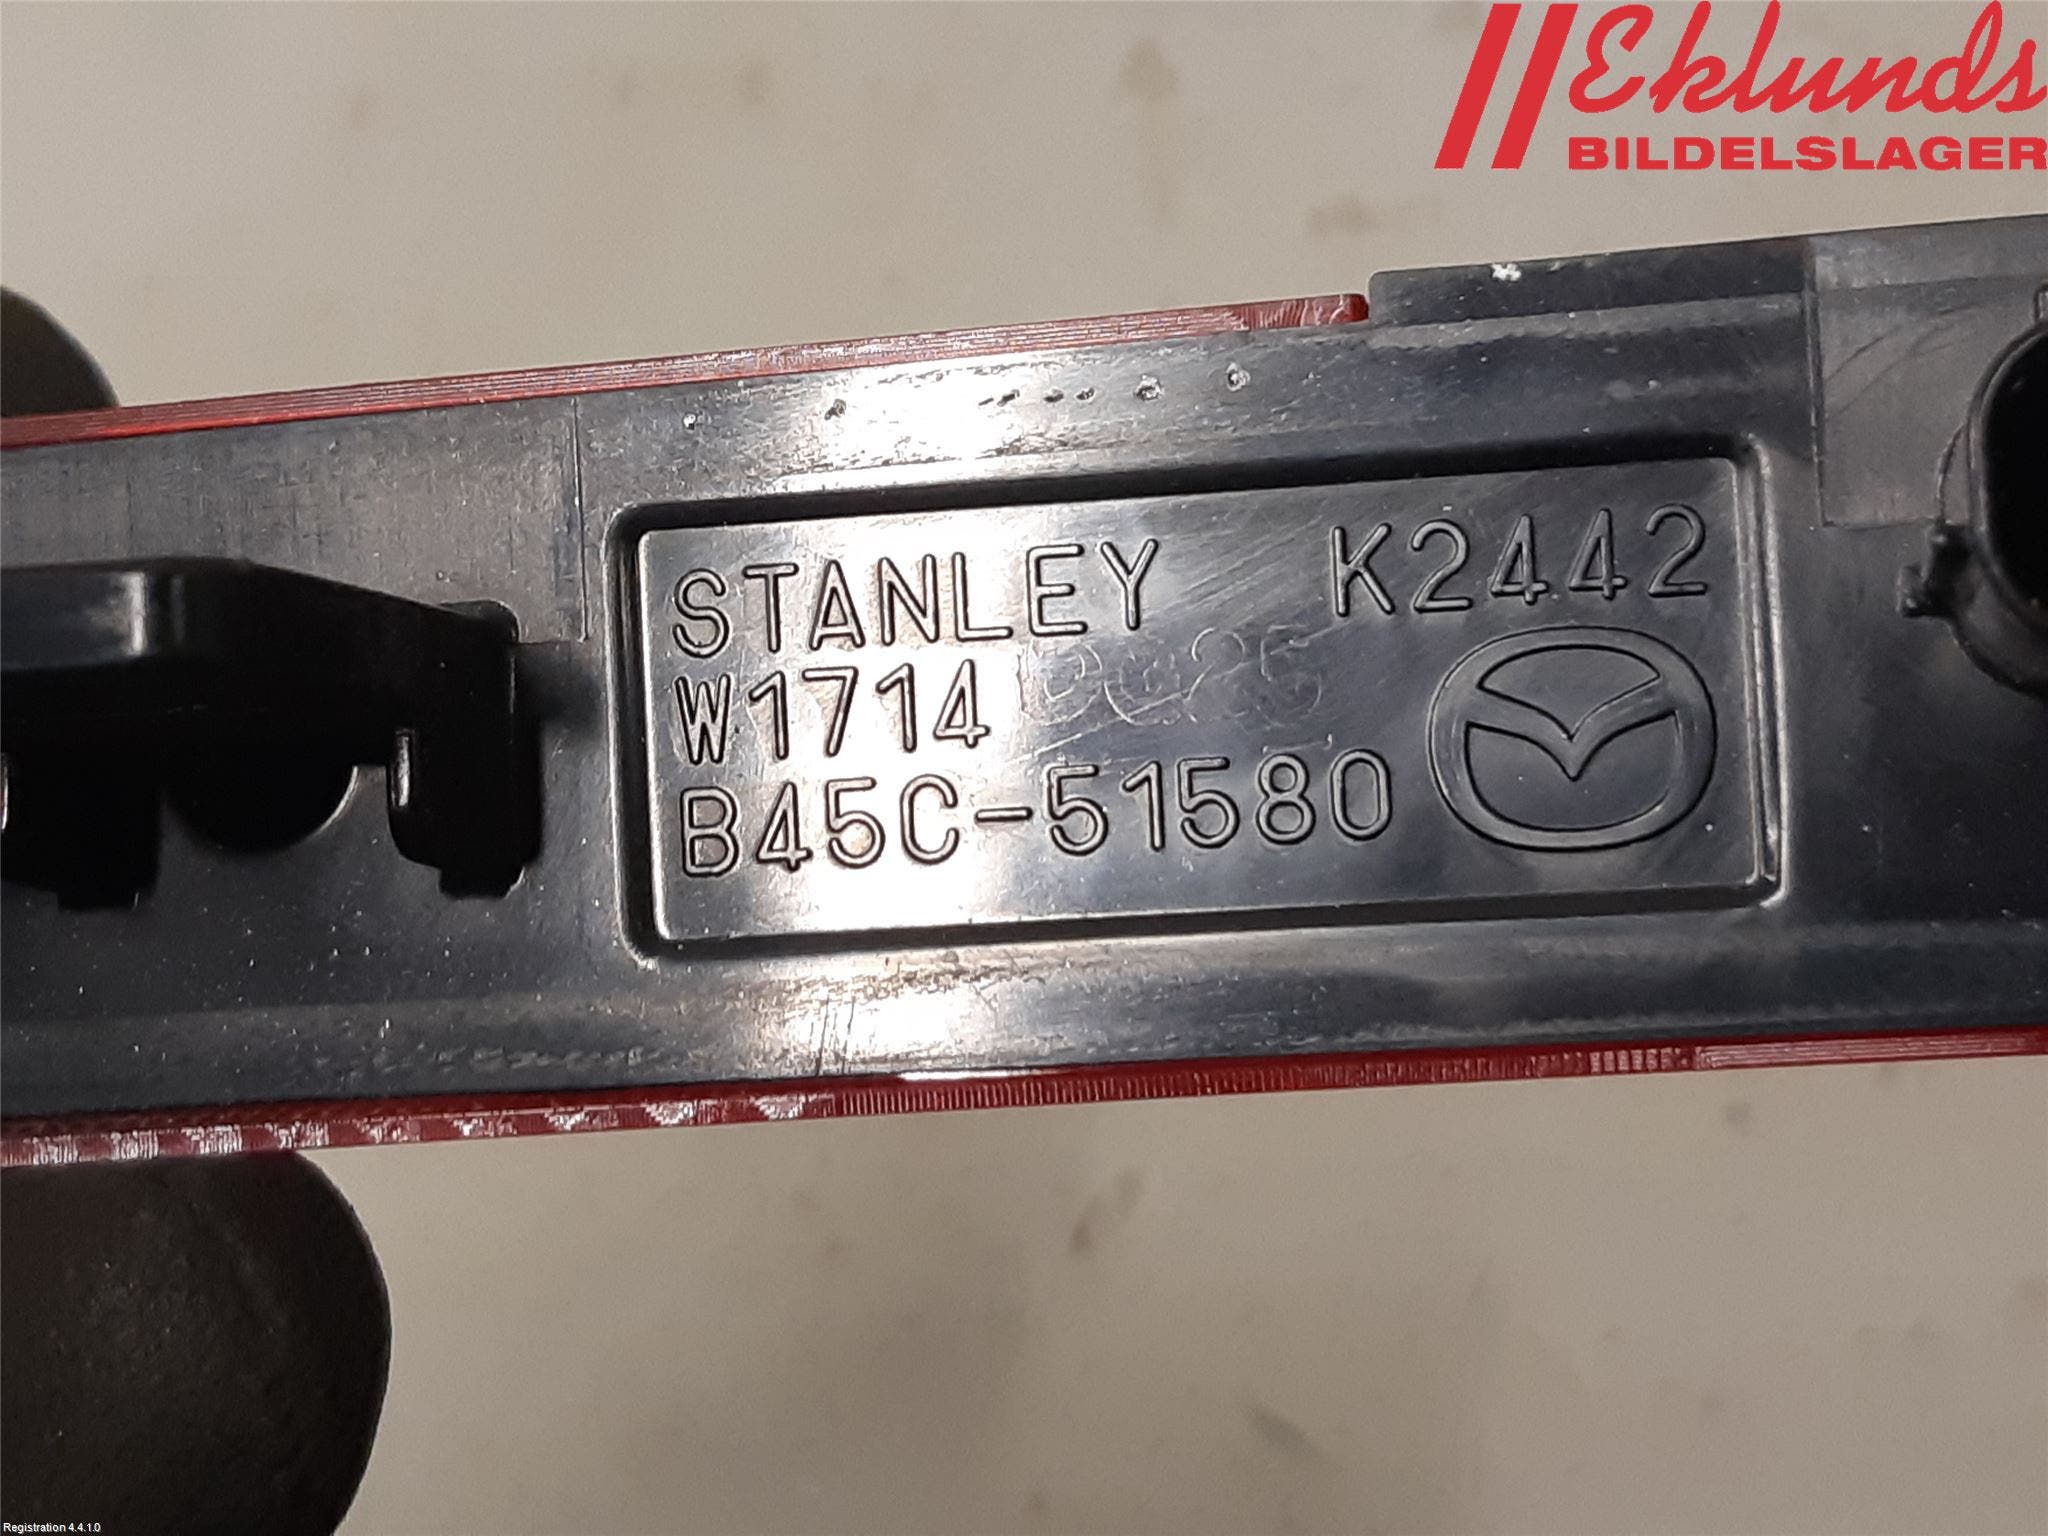 Eklunds
BILDELSLAGER
STANLEY K2442
W1714
B45C-51580
Registration 4.4.1.0